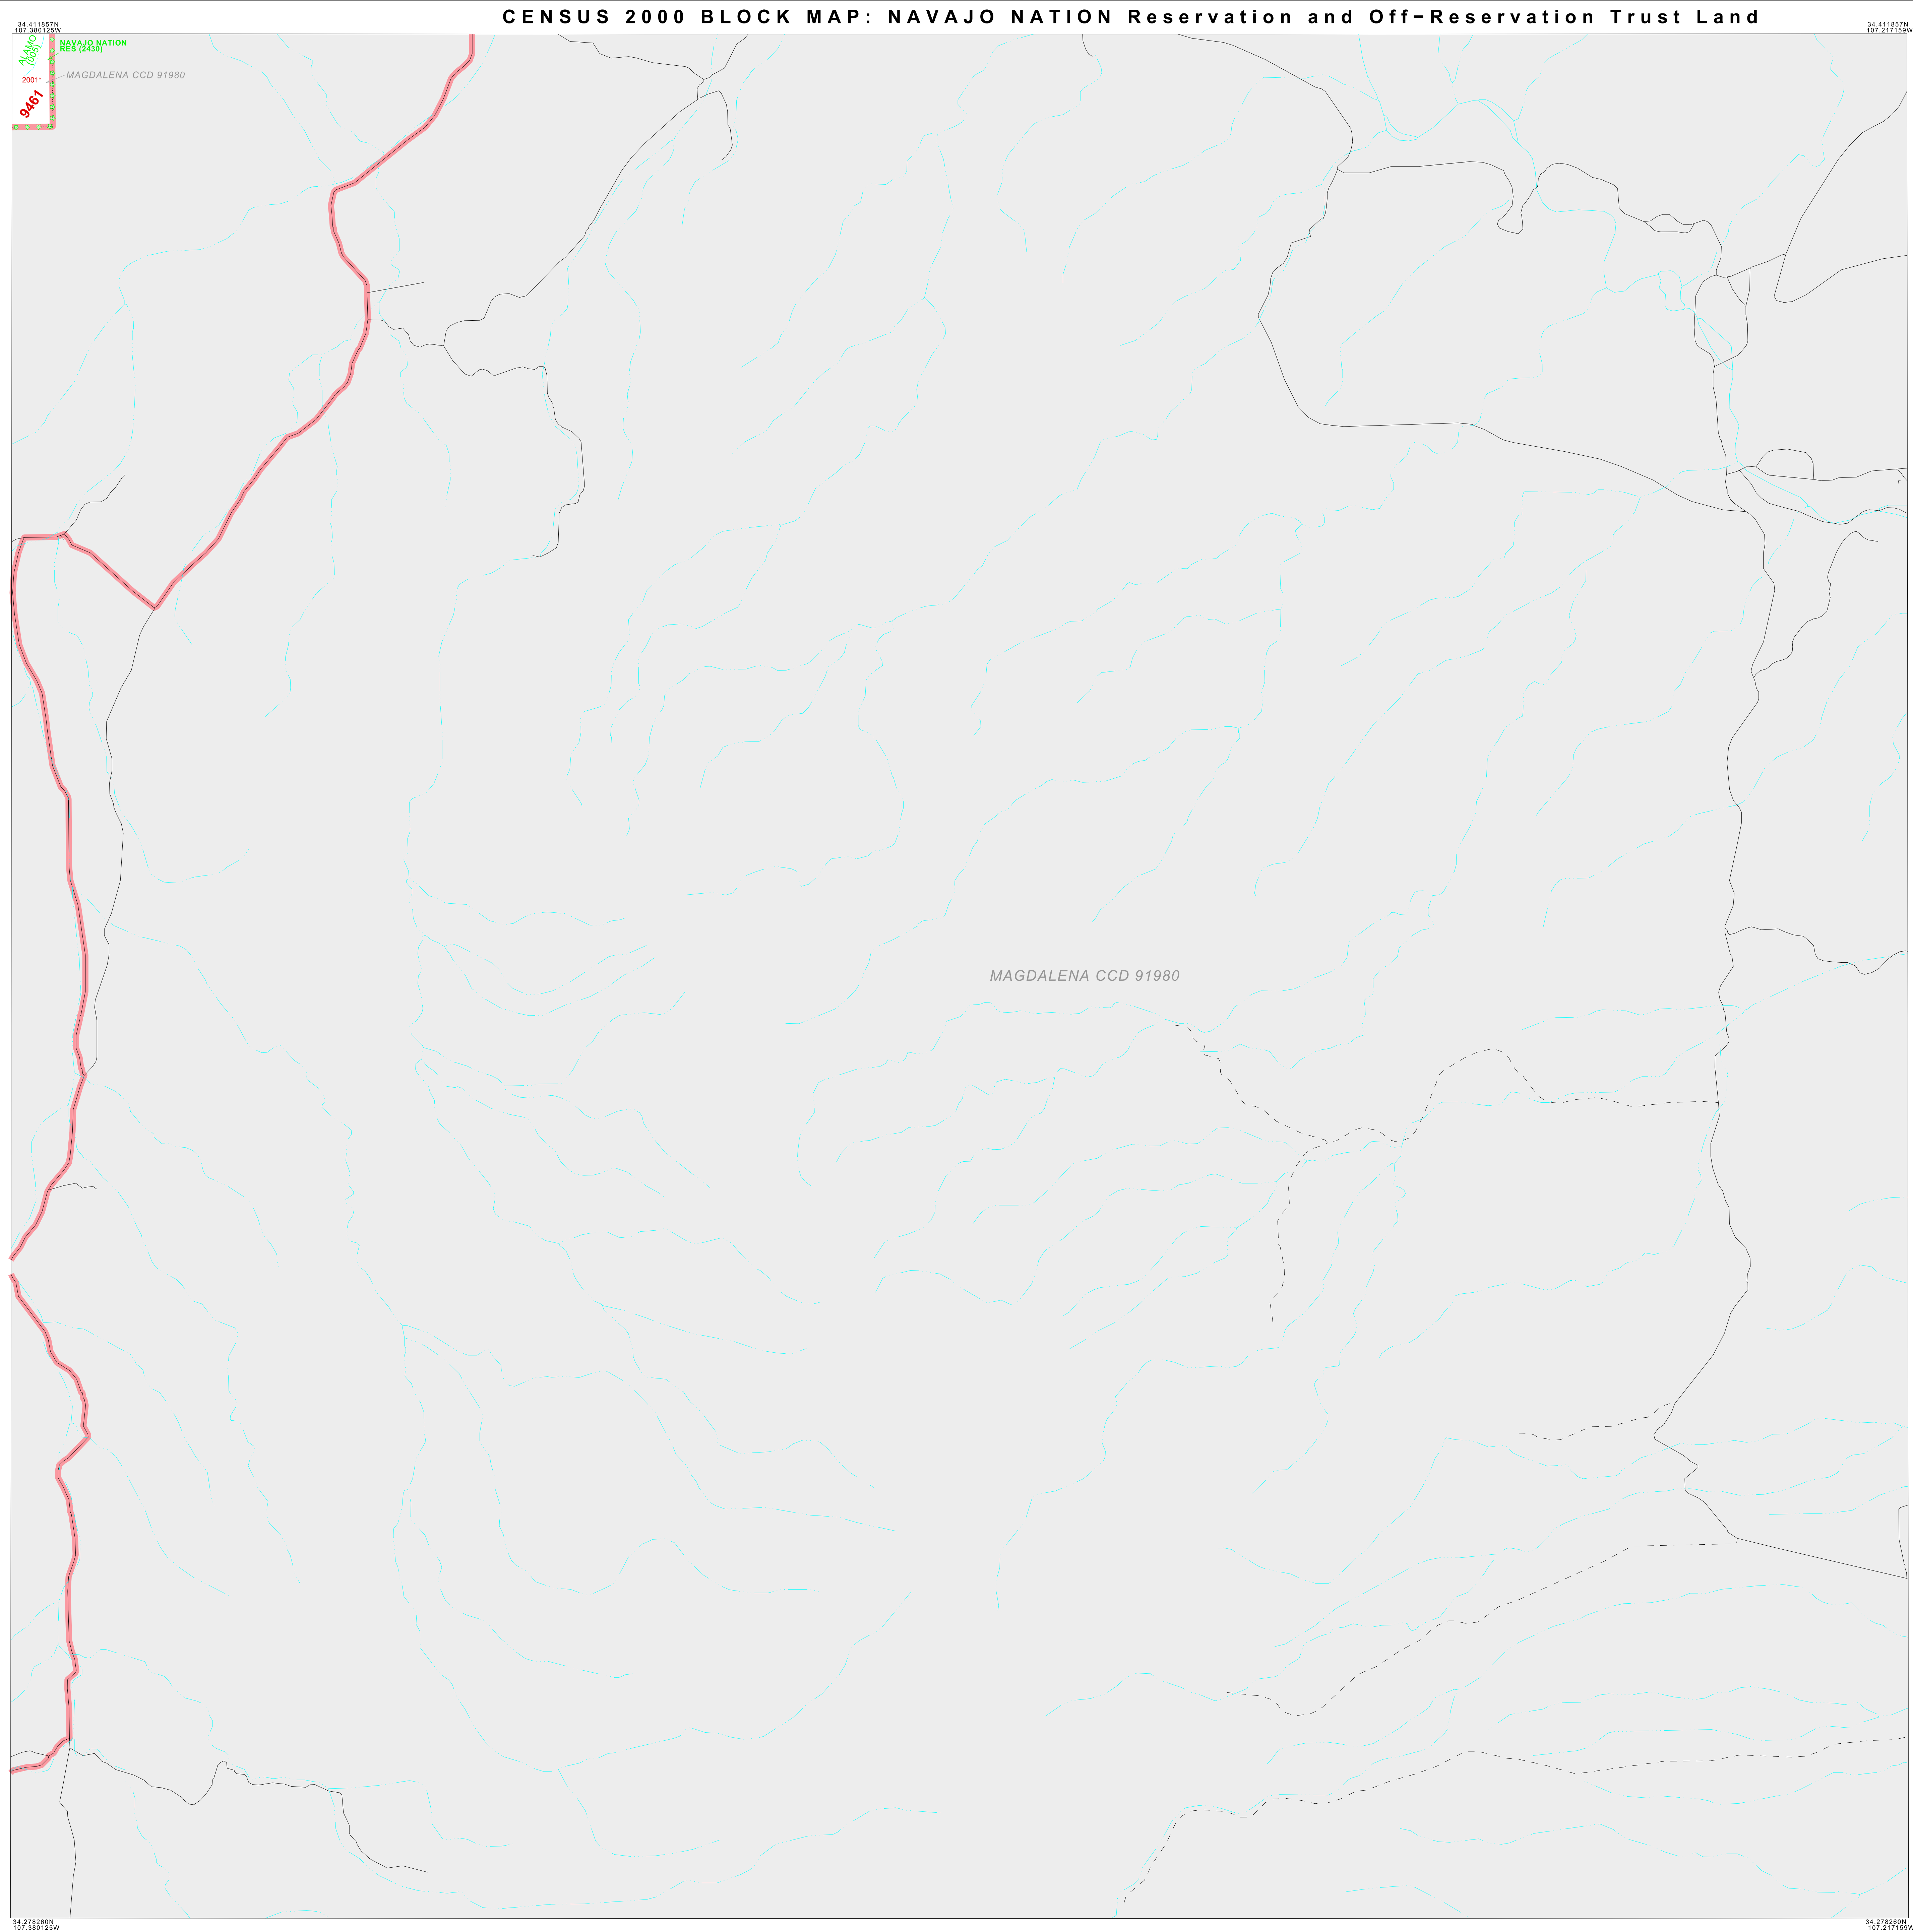 CENSUS 2000 BLOCK MAP: NAVAJO NATION Reservation and Off-Reservation Trust Land
34.411857N
107.380125W
34.411857N
107.217159W
ALAMO
(005)
NAVAJO NATION
RES (2430)
2001*
MAGDALENA CCD 91980
9461
MAGDALENA CCD 91980
34.278260N
107.380125W
34.278260N
107.217159W